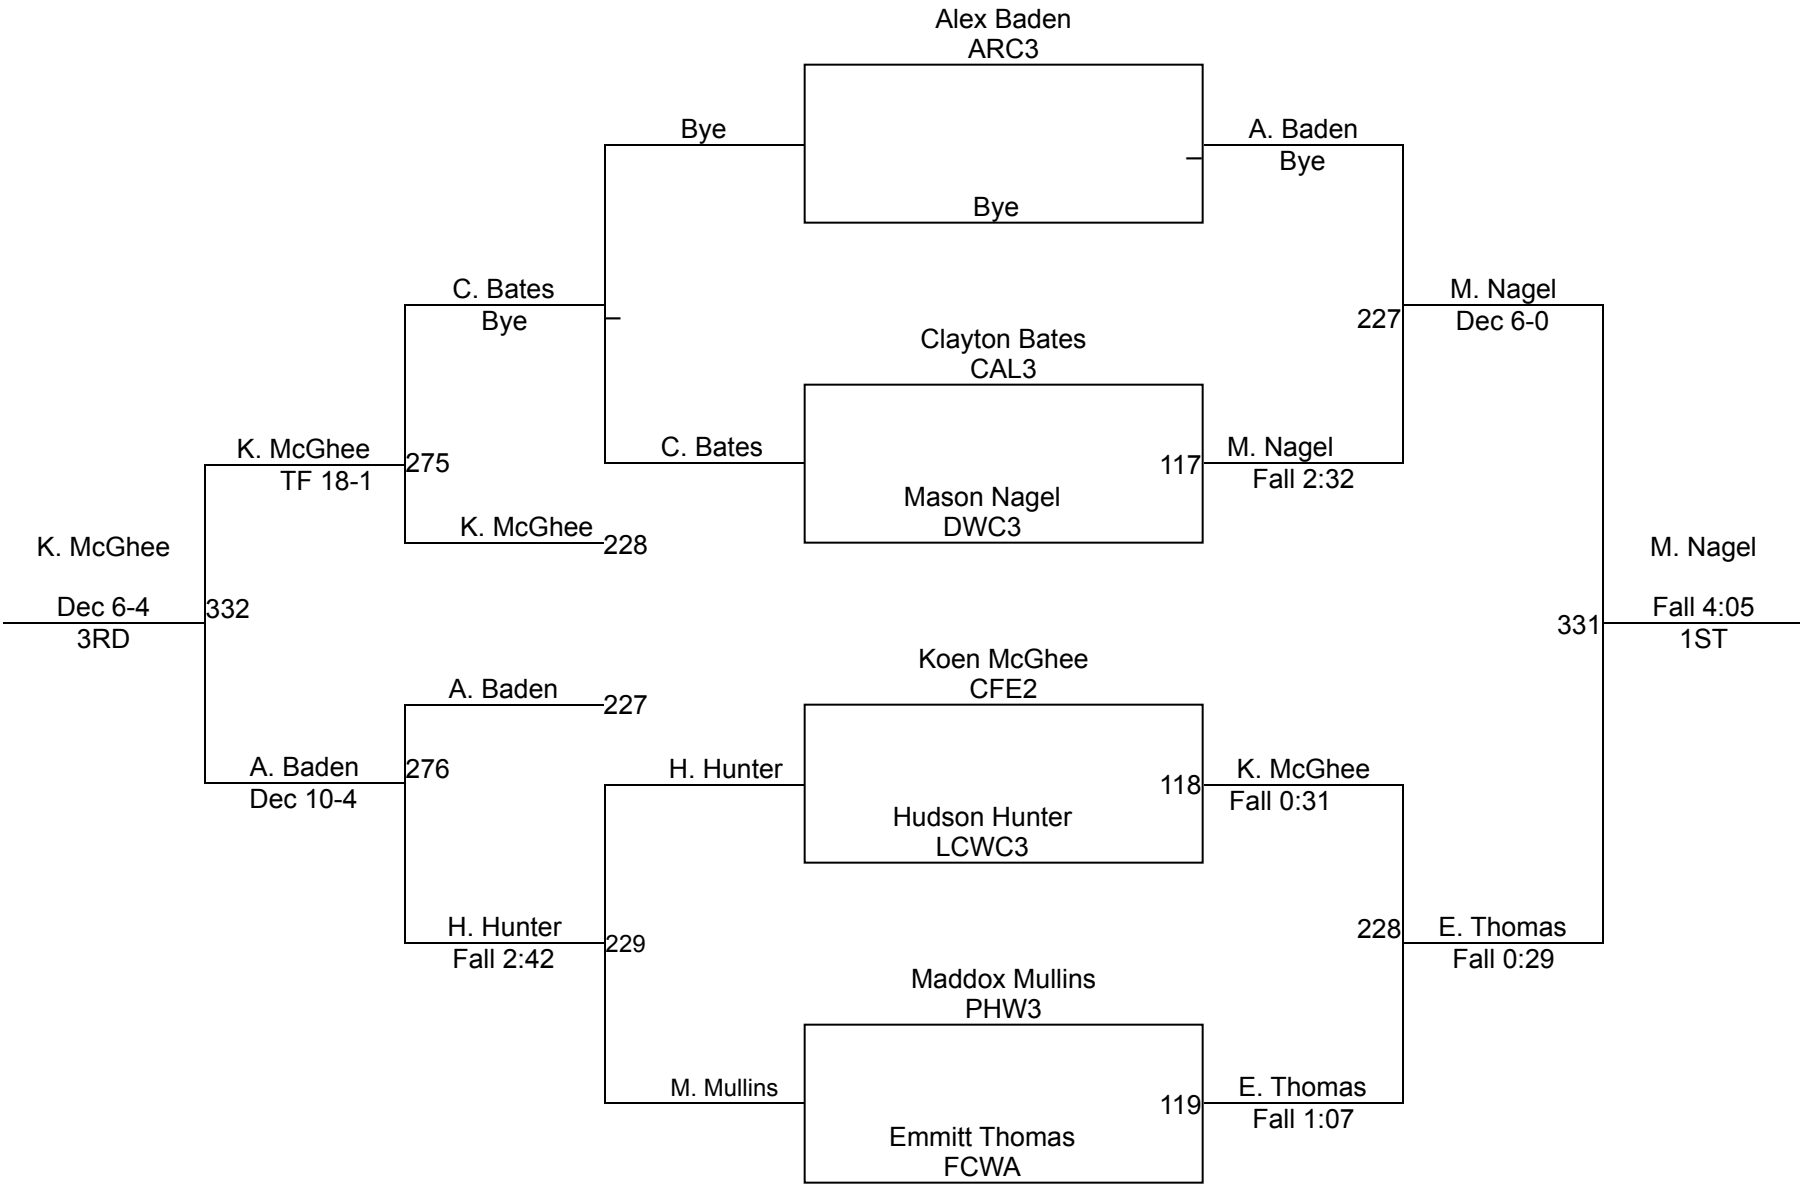 Alex Baden
ARC3
Bye
A. Baden
Bye
Bye
C. Bates
Bye
M. Nagel
Dec 6-0
227
Clayton Bates
CAL3
K. McGhee
TF 18-1
275
C. Bates
117
M. Nagel
Fall 2:32
Mason Nagel
DWC3
K. McGhee
228
K. McGhee
Dec 6-4
3RD
332
M. Nagel
Fall 4:05
1ST
331
Koen McGhee
CFE2
A. Baden
227
A. Baden
Dec 10-4
276
H. Hunter
118
K. McGhee
Fall 0:31
Hudson Hunter
LCWC3
H. Hunter
Fall 2:42
229
228
E. Thomas
Fall 0:29
Maddox Mullins
PHW3
M. Mullins
119
E. Thomas
Fall 1:07
Emmitt Thomas
FCWA